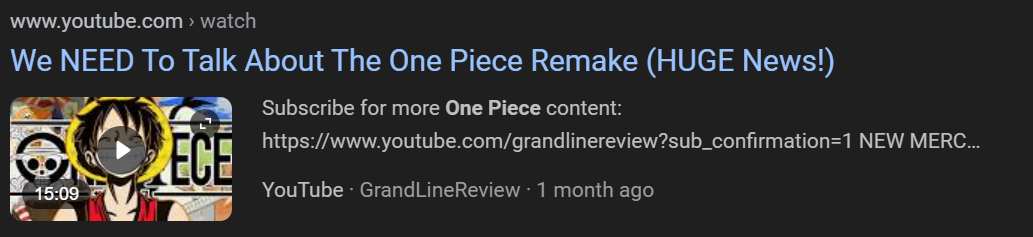 www.youtube.com › watch
We NEED To Talk About The One Piece Remake (HUGE News!)
Subscribe for more One Piece content:
https://www.youtube.com/grandlinereview?sub_confirmation=1 NEW MERC...
ECE
15:09
YouTube · GrandLineReview · 1 month ago